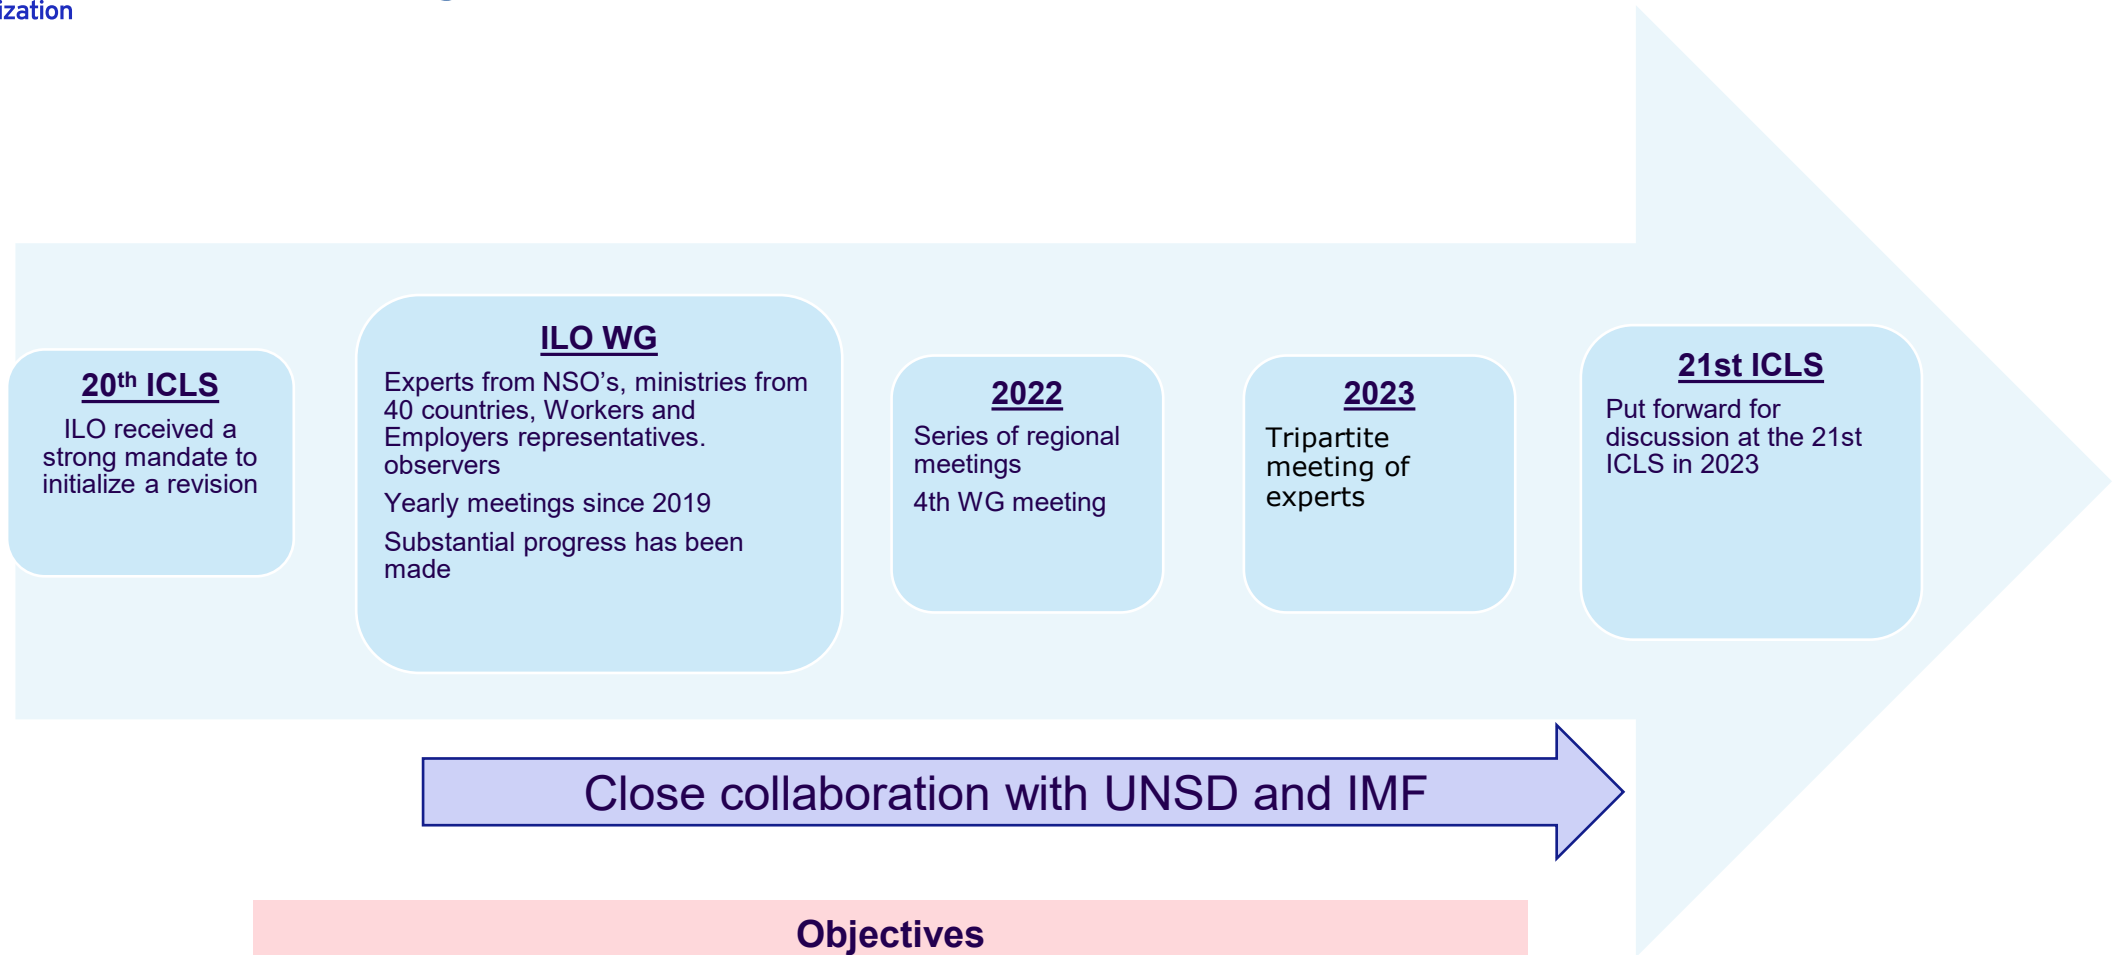 20th ICLS
ILO received a
strong mandate to
initialize a revision
ILO WG
Experts from NSO's, ministries from
40 countries, Workers and
Employers representatives.
observers
Yearly meetings since 2019
Substantial progress has been
made
2022
Series of regional
meetings
4th WG meeting
2023
Tripartite
meeting of
experts
21st ICLS
Put forward for
discussion at the 21st
ICLS in 2023
Close collaboration with UNSD and IMF
Objectives